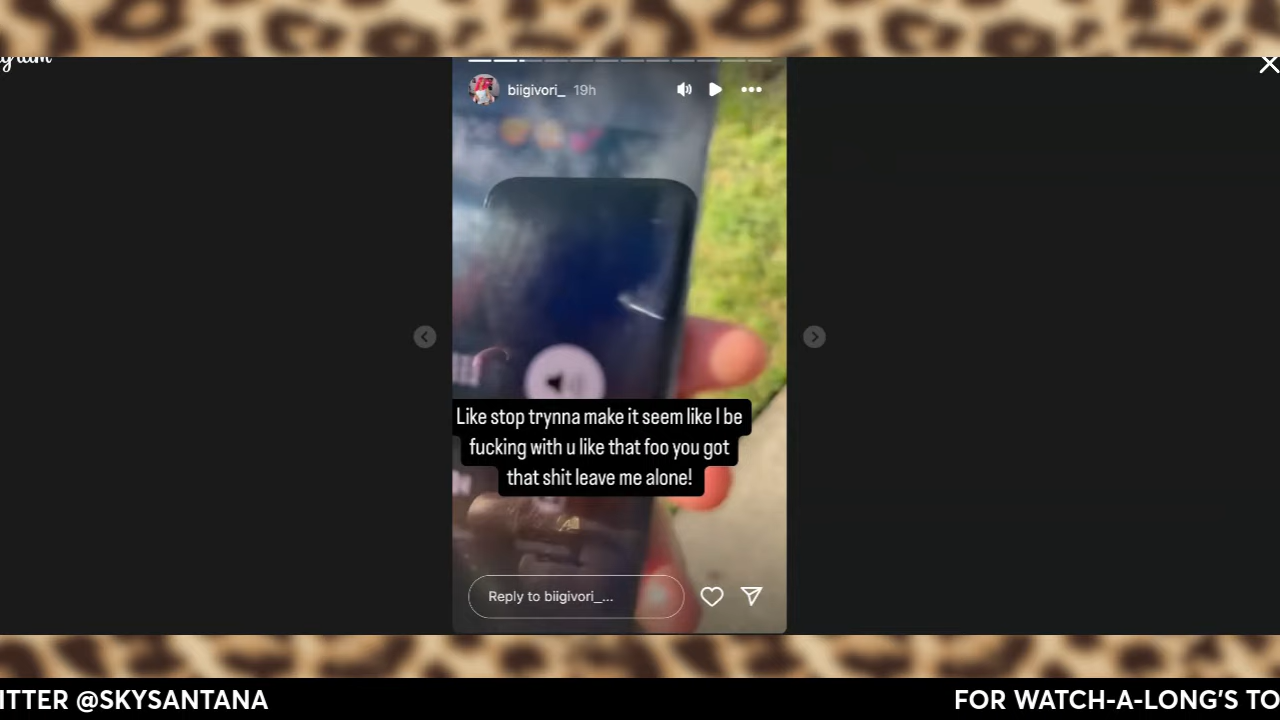 biigivori_ 19h
Like stop trynna make it seem like I be
fucking with u like that foo you got
that shit leave me alone!
Reply to biigivori_...
ITTER @SKYSANTANA
FOR WATCH-A-LONG'S TO